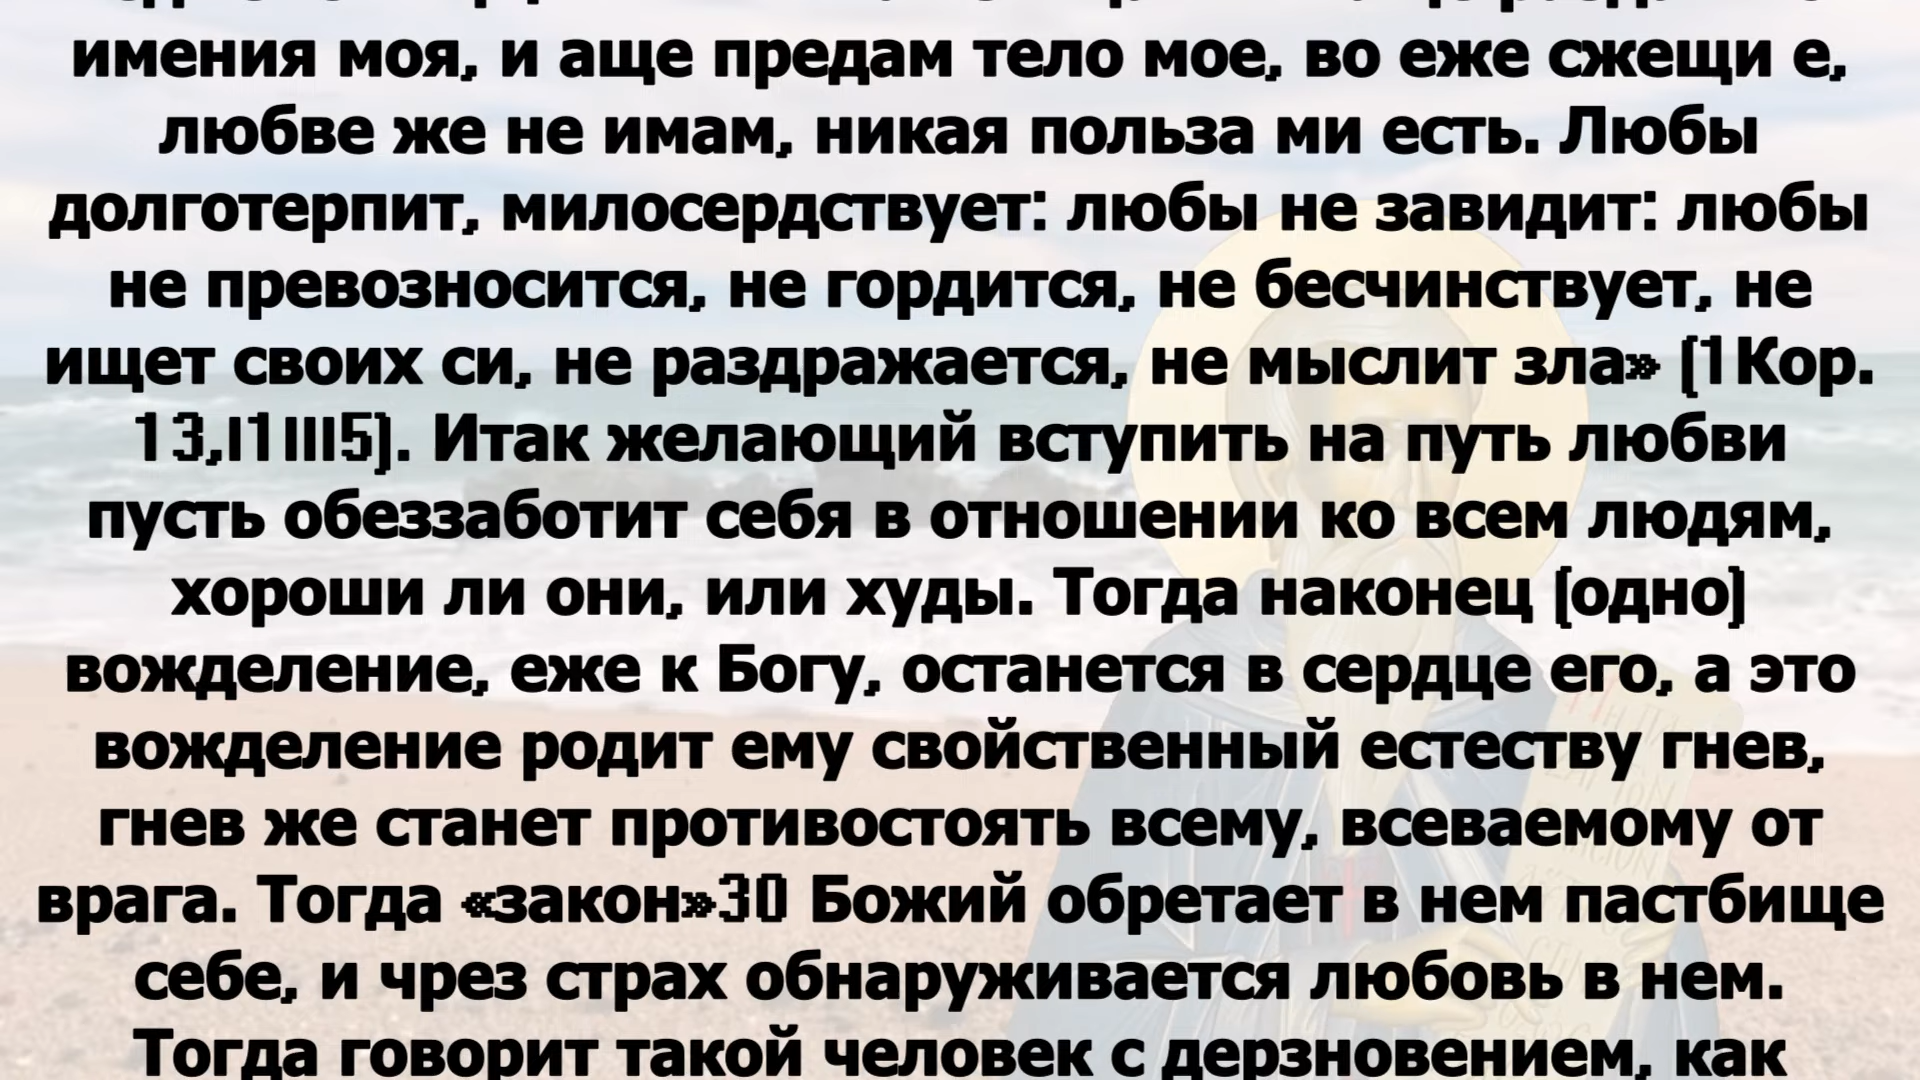 имения моя, и аще предам тело мое, во еже сжещи е,
любве же не имам, никая польза ми есть. Любы
долготерпит, милосердствует: любы не завидит: любы
не превозносится, не гордится, не бесчинствует, не
ищет своих си, не раздражается, не мыслит зла» (1Кор.
13,I1III5). Итак желающий вступить на путь любви
пусть обеззаботит себя в отношении ко всем людям,
хороши ли они, или худы. Тогда наконец (одно)
вожделение, еже к Богу, останется в сердце его, а это
вожделение родит ему свойственный естеству гнев,
гнев же станет противостоять всему, всеваемому от
врага. Тогда «закон»30 Божий обретает в нем пастбище
себе, и чрез страх обнаруживается любовь в нем.
Тогда говорит такой человек с дерзновением, как